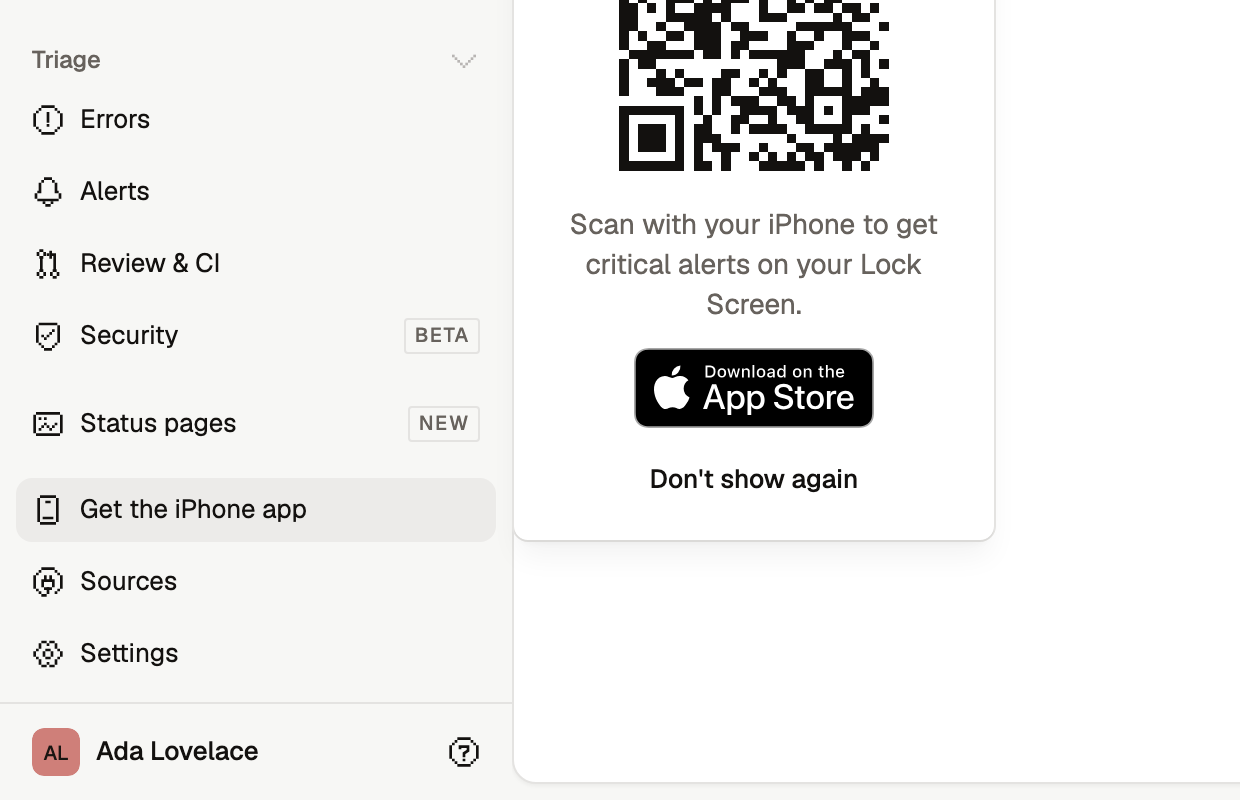 Triage
Errors
Alerts
Review & CI
Security
BETA
Status pages
NEW
Get the iPhone app
Sources
Settings
AL
Ada Lovelace
Scan with your iPhone to get
critical alerts on your Lock
Screen.
Download on the
App Store
Don't show again